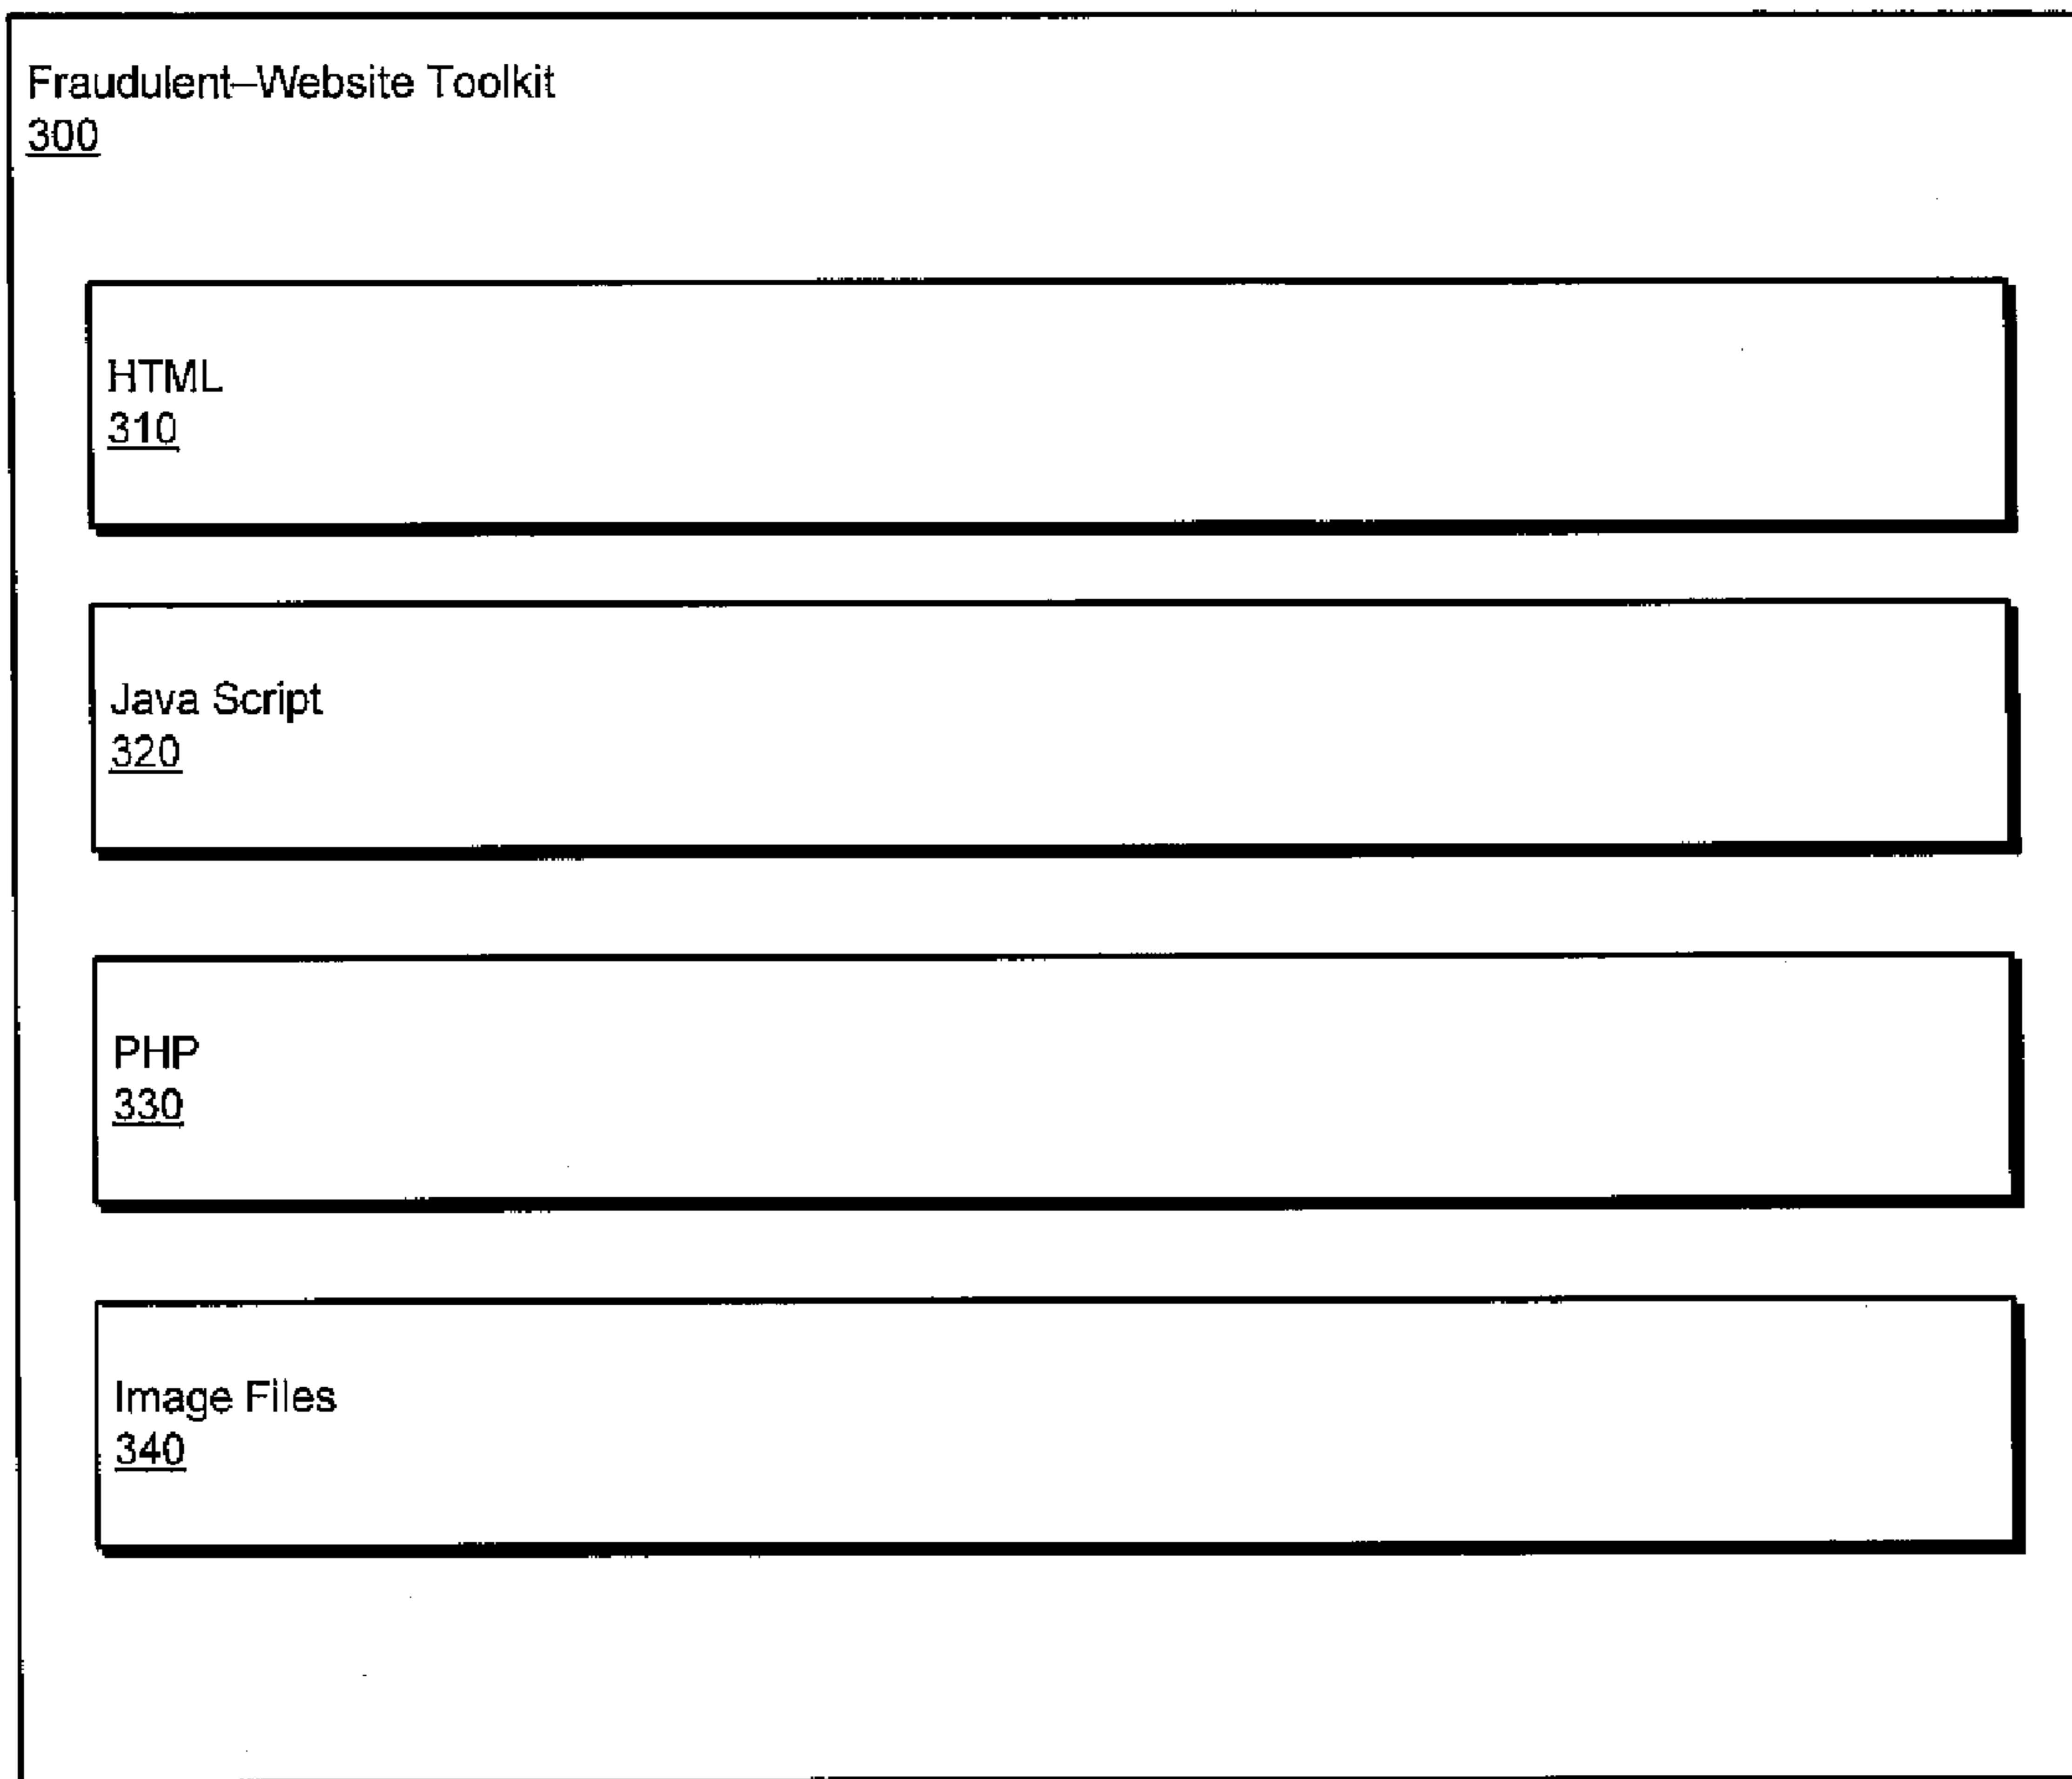 Fraudulent–Website Toolkit
300
HTML
310
Java Script
320
PHP
330
Image Files
340